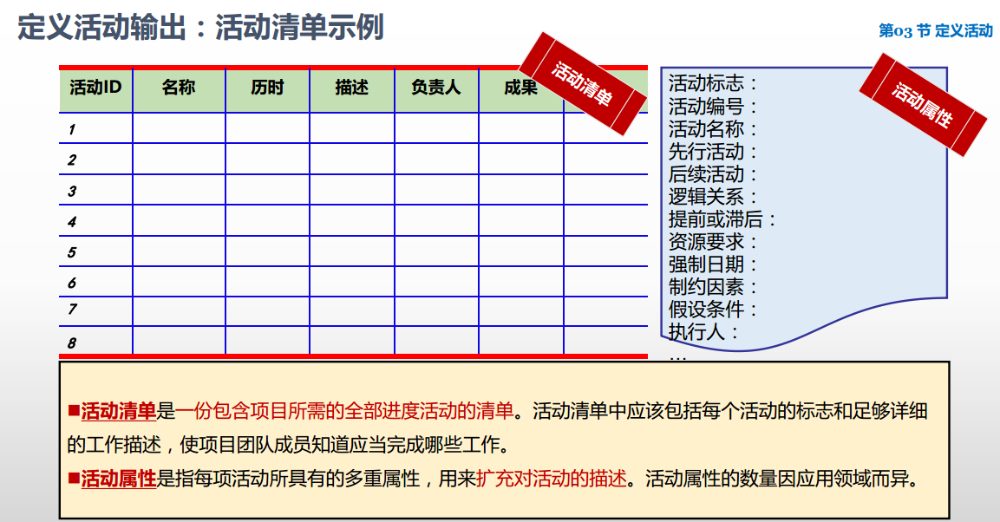 定义活动输出：活动清单示例
第03 节 定义活动
活动ID 名称 历时 描述 负责人 成果
活动清单
1
2
3
4
5
6
7
8
活动属性
活动标志：
活动编号：
活动名称：
先行活动：
后续活动：
逻辑关系：
提前或滞后：
资源要求：
强制日期：
制约因素：
假设条件：
执行人：
…
■活动清单是一份包含项目所需的全部进度活动的清单。活动清单中应该包括每个活动的标志和足够详细
的工作描述，使项目团队成员知道应当完成哪些工作。
■活动属性是指每项活动所具有的多重属性，用来扩充对活动的描述。活动属性的数量因应用领域而异。